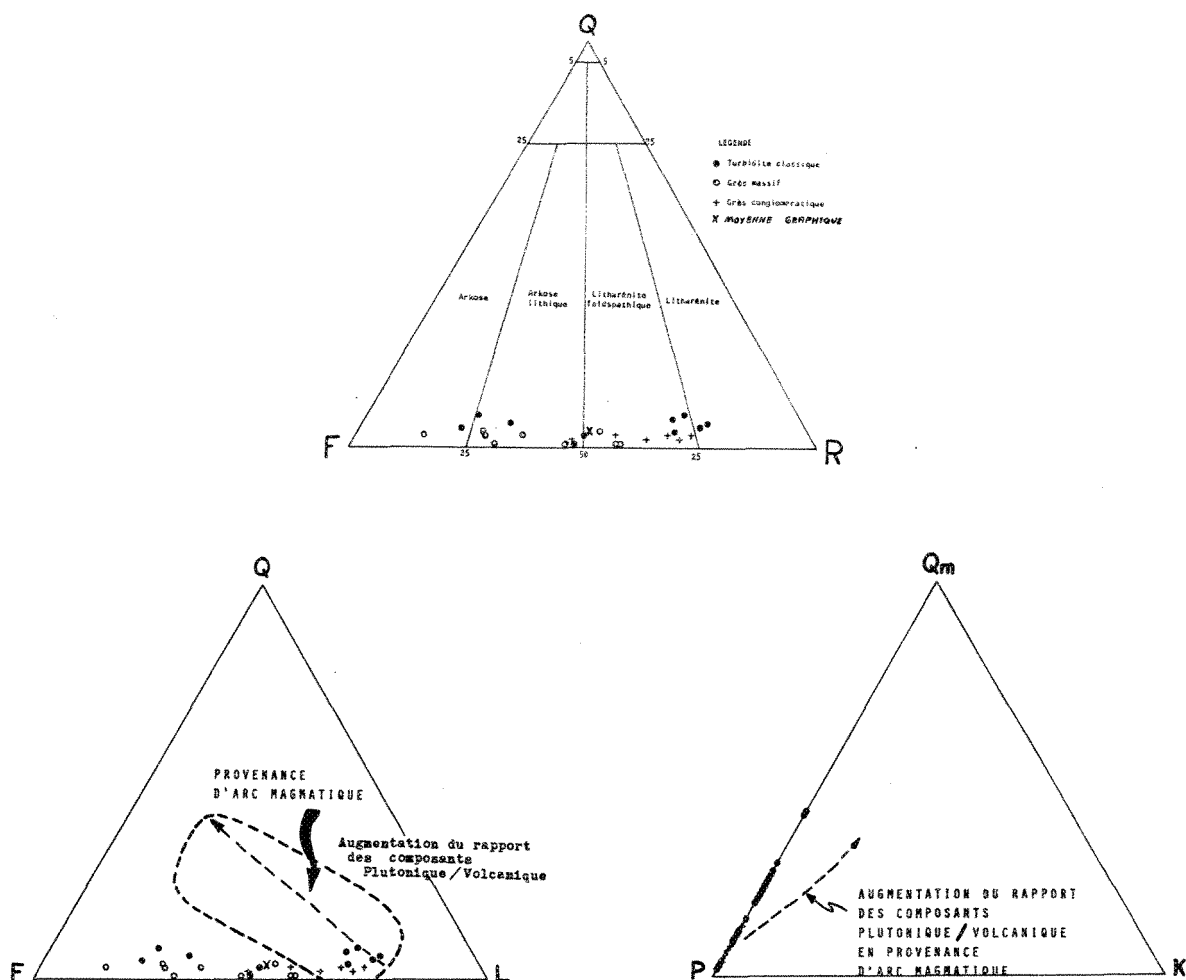 Q
5 5
25 25
LÉGENDE
● Turbidite classique
○ Grès massif
+ Grès conglomératique
X MOYENNE GRAPHIQUE
Arkose
Arkose
lithique
Litharénite
feldspathique
Litharénite
F
25
50
25
R
Q
PROVENANCE
D'ARC MAGMATIQUE
Augmentation du rapport
des composants
Plutonique/Volcanique
F
L
Qm
AUGMENTATION DU RAPPORT
DES COMPOSANTS
PLUTONIQUE/VOLCANIQUE
EN PROVENANCE
D'ARC MAGMATIQUE
P
K